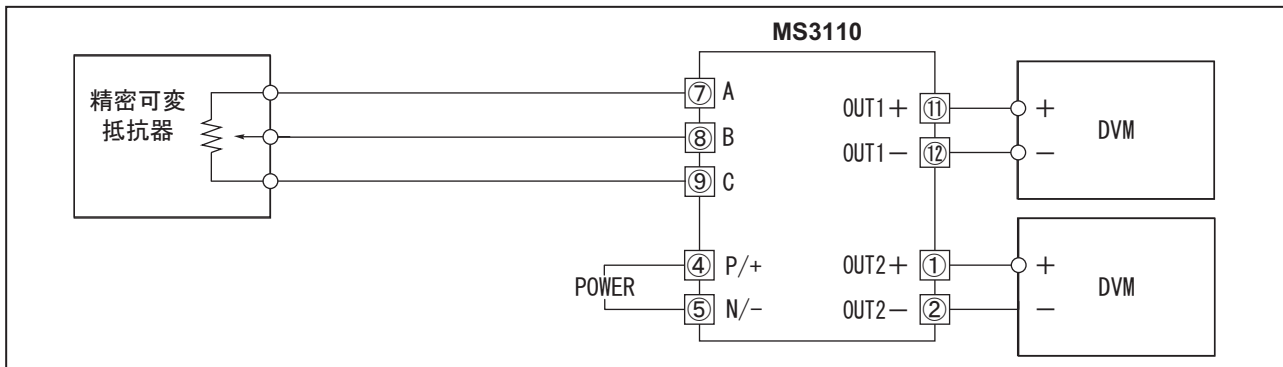 MS3110
精密可変
抵抗器
⑦ A
⑧ B
⑨ C
POWER
④ P/+
⑤ N/-
OUT1+ ⑪
OUT1- ⑫
OUT2+ ①
OUT2- ②
+
-
DVM
+
-
DVM